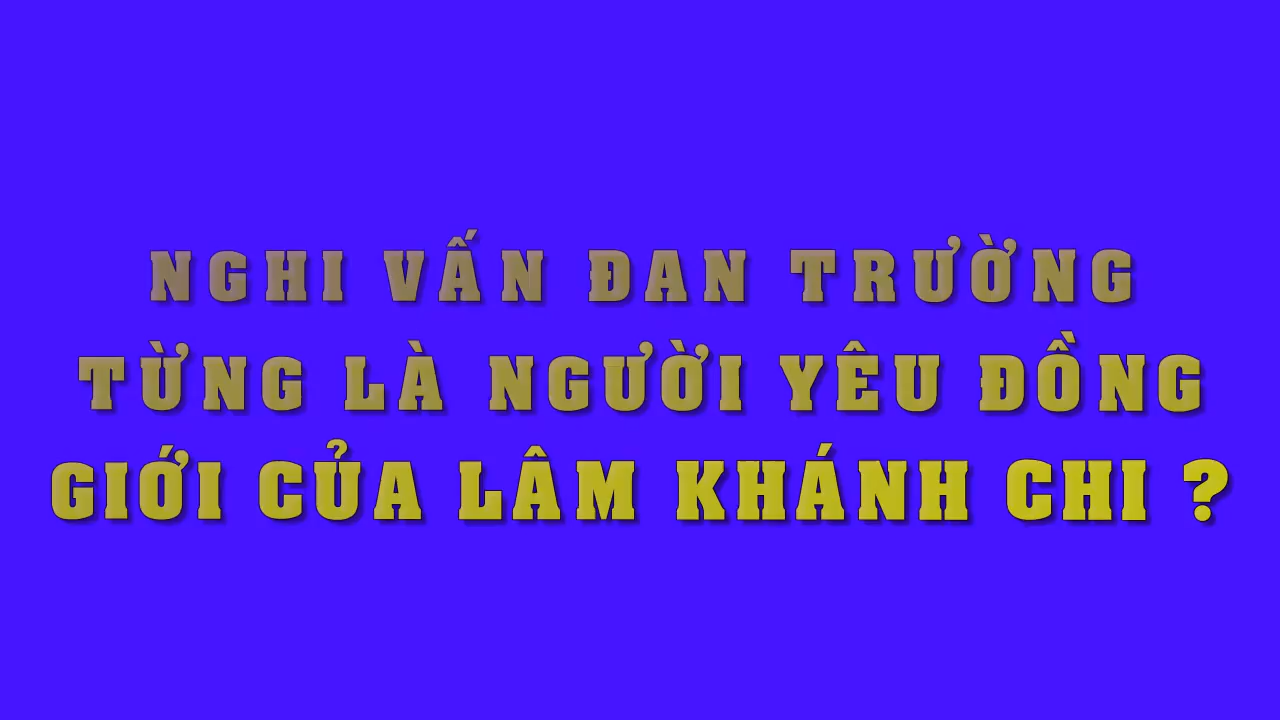 NGHI VẤN ĐAN TRƯỜNG
TỪNG LÀ NGƯỜI YÊU ĐỒNG
GIỚI CỦA LÂM KHÁNH CHI ?